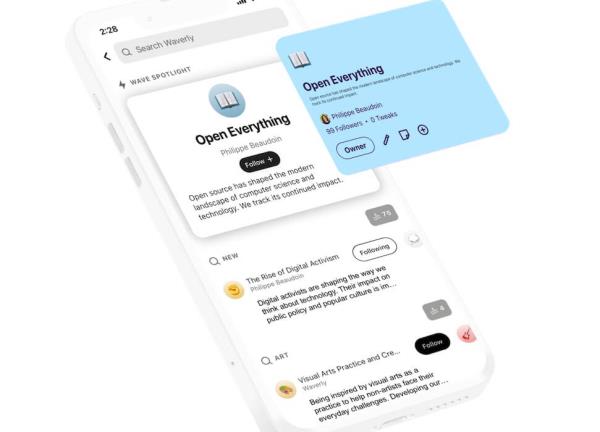 2:28
Search Waverly
WAVE SPOTLIGHT
Open Everything
Philippe Beaudoin
Follow +
Open source has shaped the modern
landscape of computer science and
technology. We track its continued impact.
Open Everything
Open source has shaped the modern landscape of computer science and technology. We
track its continued impact.
Philippe Beaudoin
99 Followers • 0 Tweaks
Owner
75
NEW
The Rise of Digital Activism
Philippe Beaudoin
Following
Digital activists are shaping the way we
think about technology. Their impact on
public policy and popular culture is im...
4
ART
Visual Arts Practice and Cre...
Waverly
Follow
Being inspired by visual arts as a
practice to help non-artists face their
everyday challenges. Developing our...